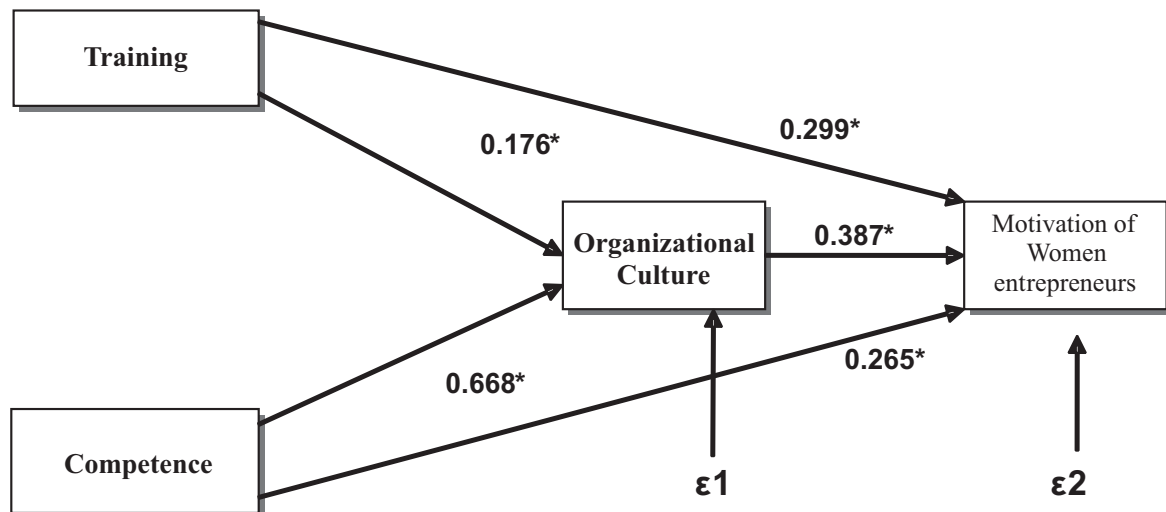 Training
0.299*
0.176*
Organizational
Culture
0.387*
Motivation of
Women
entrepreneurs
0.265*
0.668*
Competence
ε1
ε2